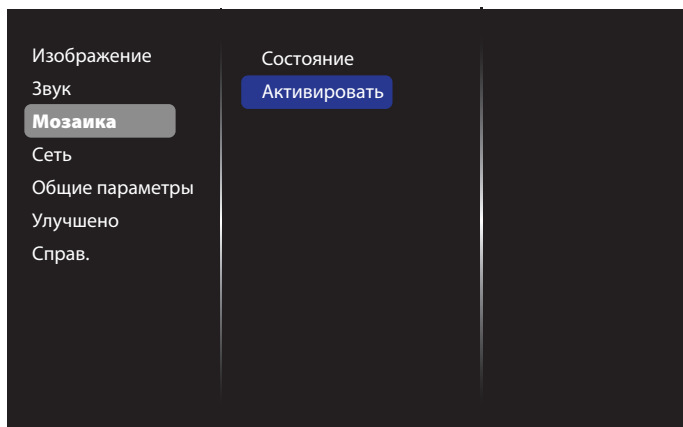 Изображение
Звук
Мозаика
Сеть
Общие параметры
Улучшено
Справ.
Состояние
Активировать